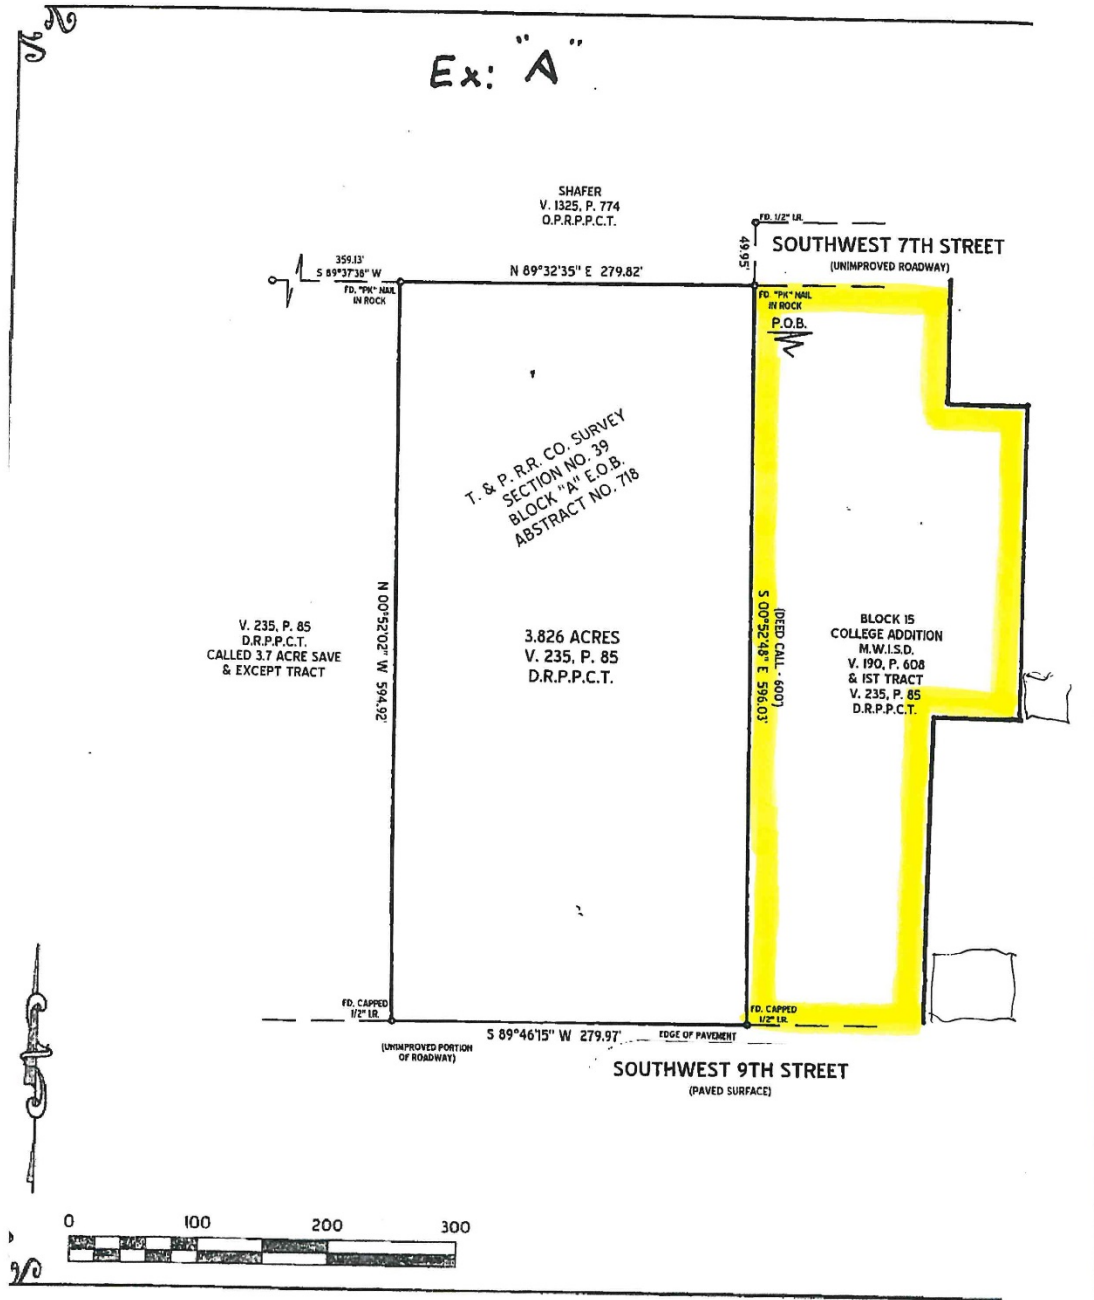 Ex: "A"
SHAFER
V. 1325, P. 774
O.P.R.P.P.C.T.
FD. 1/2" I.R.
49.95'
SOUTHWEST 7TH STREET
(UNIMPROVED ROADWAY)
359.13'
S 89°37'38" W
FD. "PK" NAIL
IN ROCK
N 89°32'35" E 279.82'
FD. "PK" NAIL
IN ROCK
P.O.B.
T. & P. R.R. CO. SURVEY
SECTION NO. 39
BLOCK "A" E.O.B.
ABSTRACT NO. 718
V. 235, P. 85
D.R.P.P.C.T.
CALLED 3.7 ACRE SAVE
& EXCEPT TRACT
N 00°52'02" W 594.92'
3.826 ACRES
V. 235, P. 85
D.R.P.P.C.T.
(DEED CALL - 600')
S 00°52'48" E 596.03'
BLOCK 15
COLLEGE ADDITION
M.W.I.S.D.
V. 190, P. 608
& 1ST TRACT
V. 235, P. 85
D.R.P.P.C.T.
FD. CAPPED
1/2" I.R.
FD. CAPPED
1/2" I.R.
S 89°46'15" W 279.97'
EDGE OF PAVEMENT
(UNIMPROVED PORTION
OF ROADWAY)
SOUTHWEST 9TH STREET
(PAVED SURFACE)
0 100 200 300